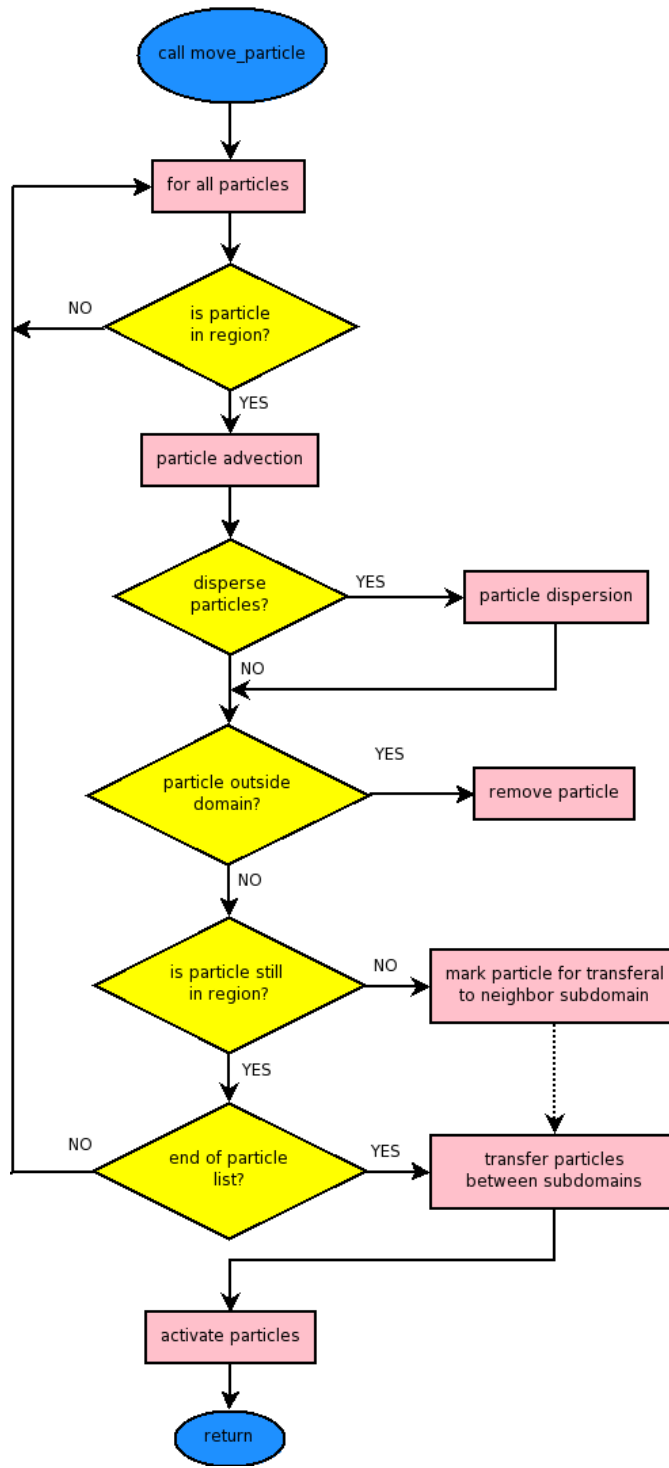 call move_particle
for all particles
NO
is particle
in region?
YES
particle advection
disperse
particles?
YES
particle dispersion
NO
YES
particle outside
domain?
remove particle
NO
is particle still
in region?
NO
mark particle for transferal
to neighbor subdomain
YES
NO
end of particle
list?
YES
transfer particles
between subdomains
activate particles
return